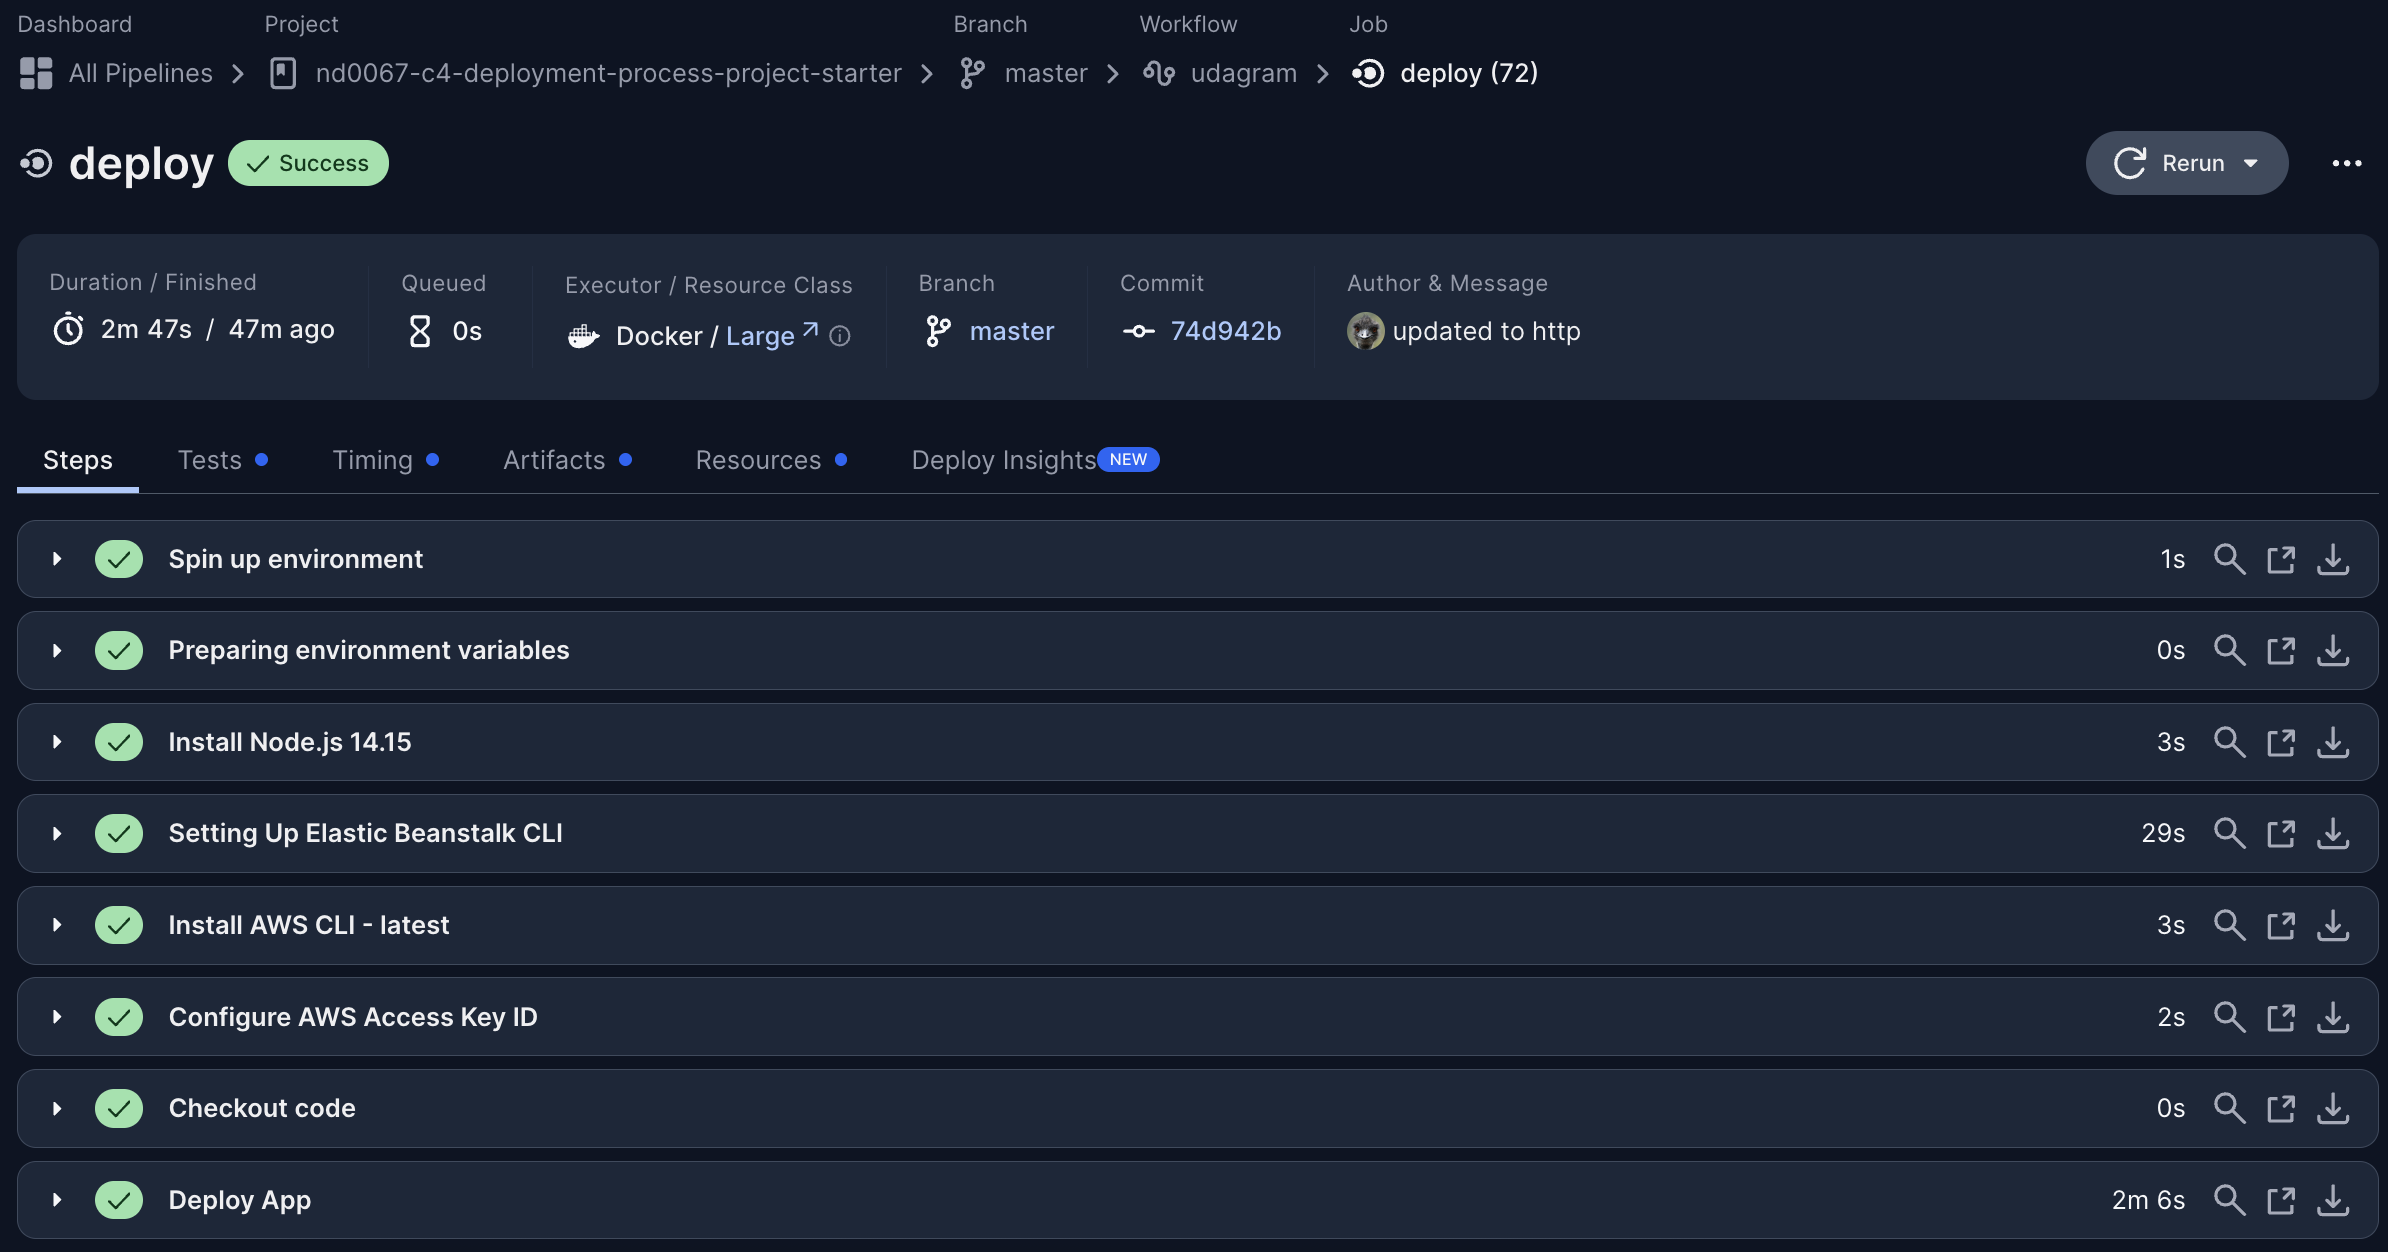 Dashboard Project Branch Workflow Job
All Pipelines nd0067-c4-deployment-process-project-starter master udagram deploy (72)
deploy Success Rerun
Duration / Finished Queued Executor / Resource Class Branch Commit Author & Message
2m 47s / 47m ago 0s Docker / Large master 74d942b updated to http
Steps Tests Timing Artifacts Resources Deploy Insights NEW
Spin up environment 1s
Preparing environment variables 0s
Install Node.js 14.15 3s
Setting Up Elastic Beanstalk CLI 29s
Install AWS CLI - latest 3s
Configure AWS Access Key ID 2s
Checkout code 0s
Deploy App 2m 6s